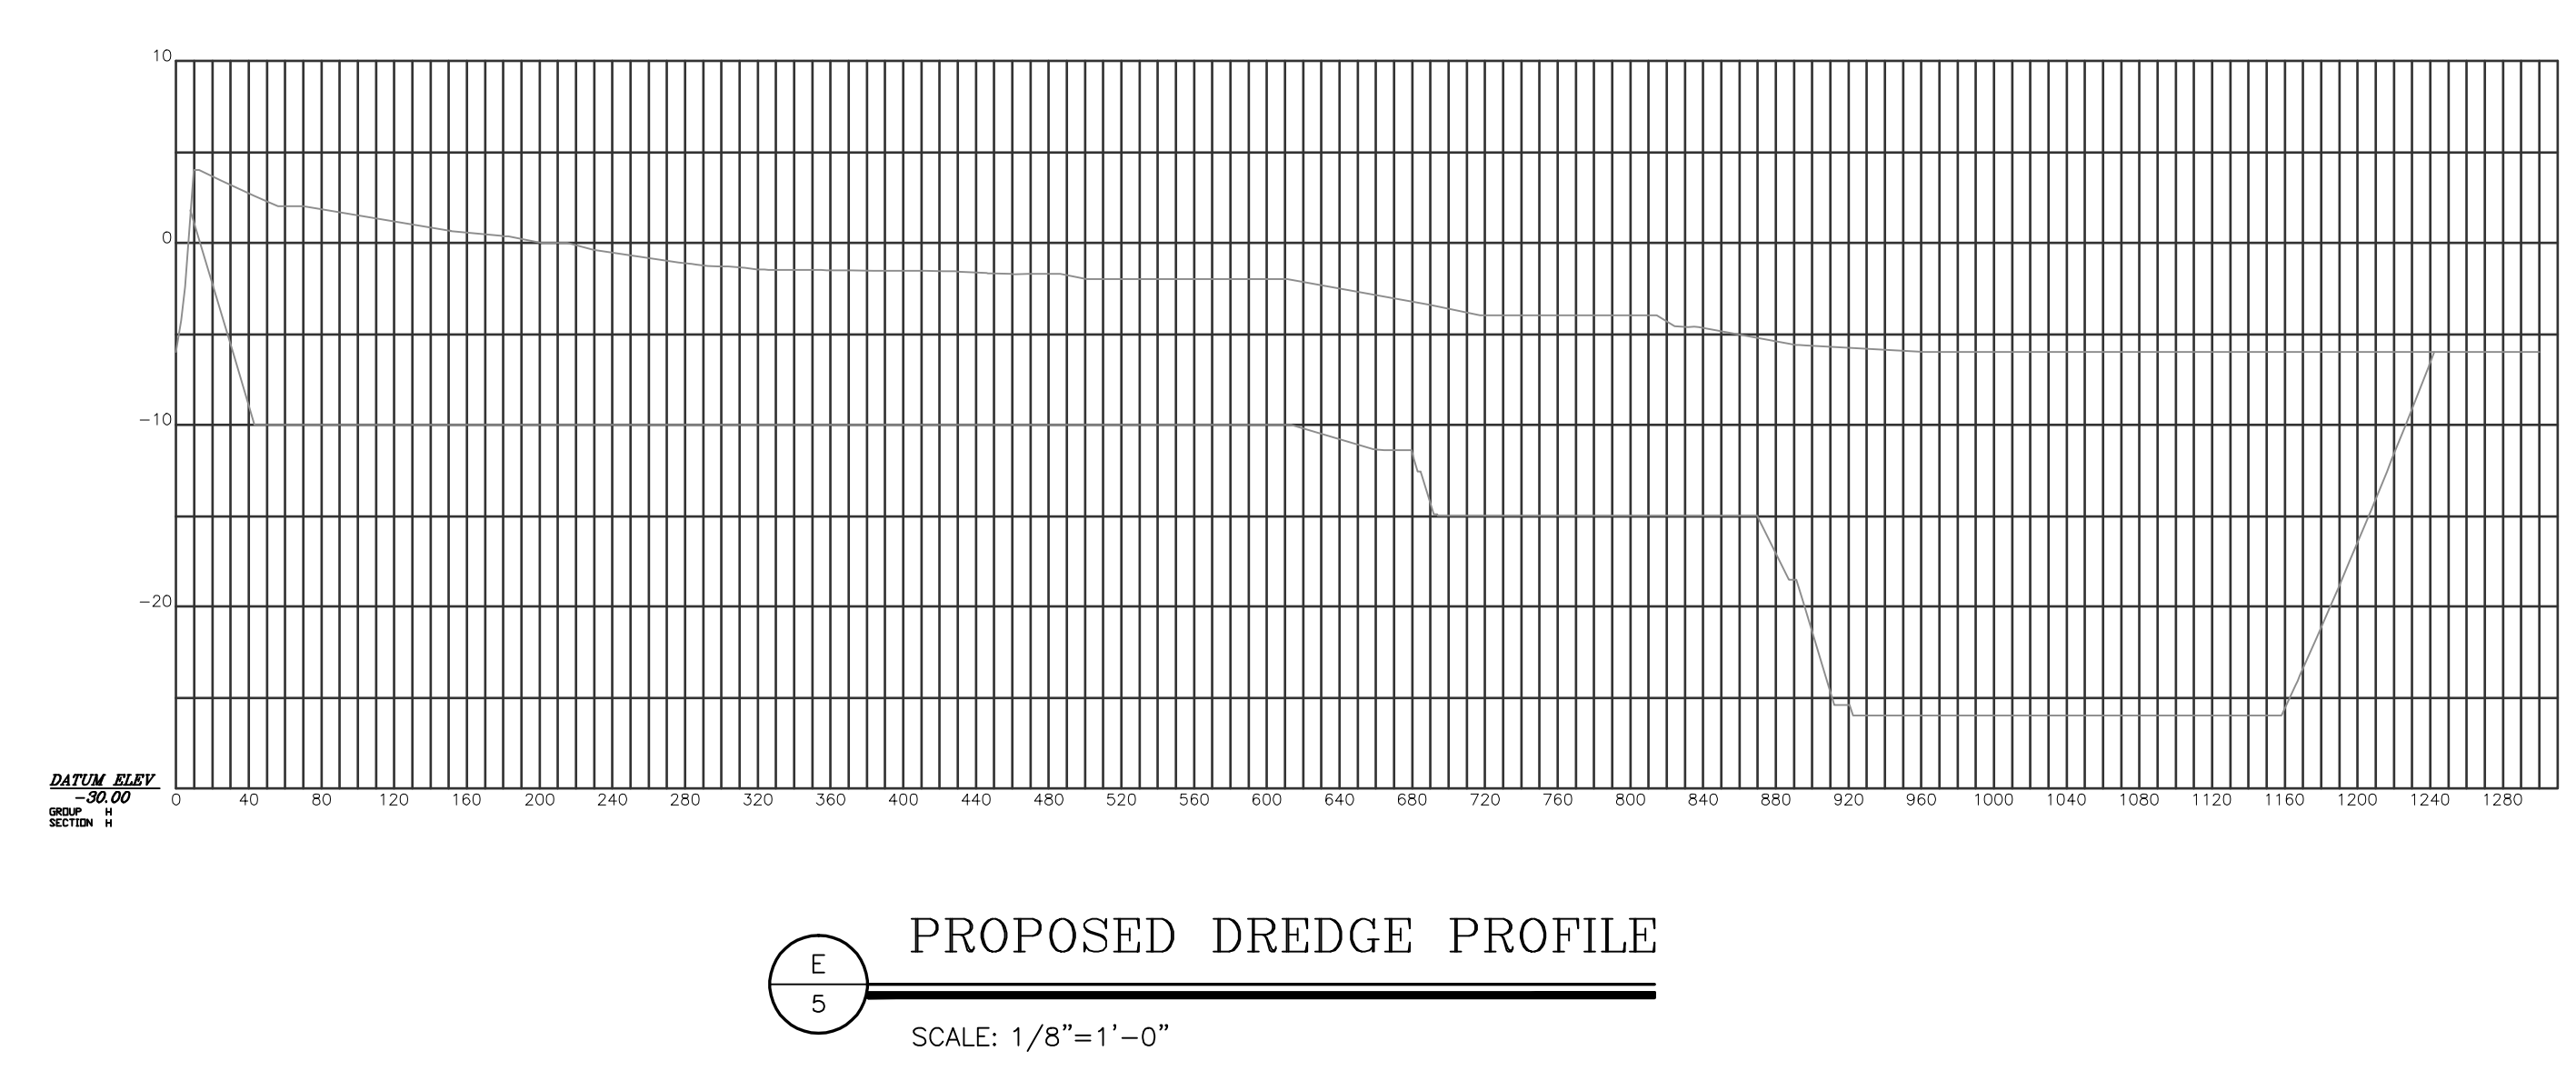 10
0
-10
-20
DATUM ELEV
-30.00
GROUP H
SECTION H
0 40 80 120 160 200 240 280 320 360 400 440 480 520 560 600 640 680 720 760 800 840 880 920 960 1000 1040 1080 1120 1160 1200 1240 1280
PROPOSED DREDGE PROFILE
E
5
SCALE: 1/8"=1'-0"